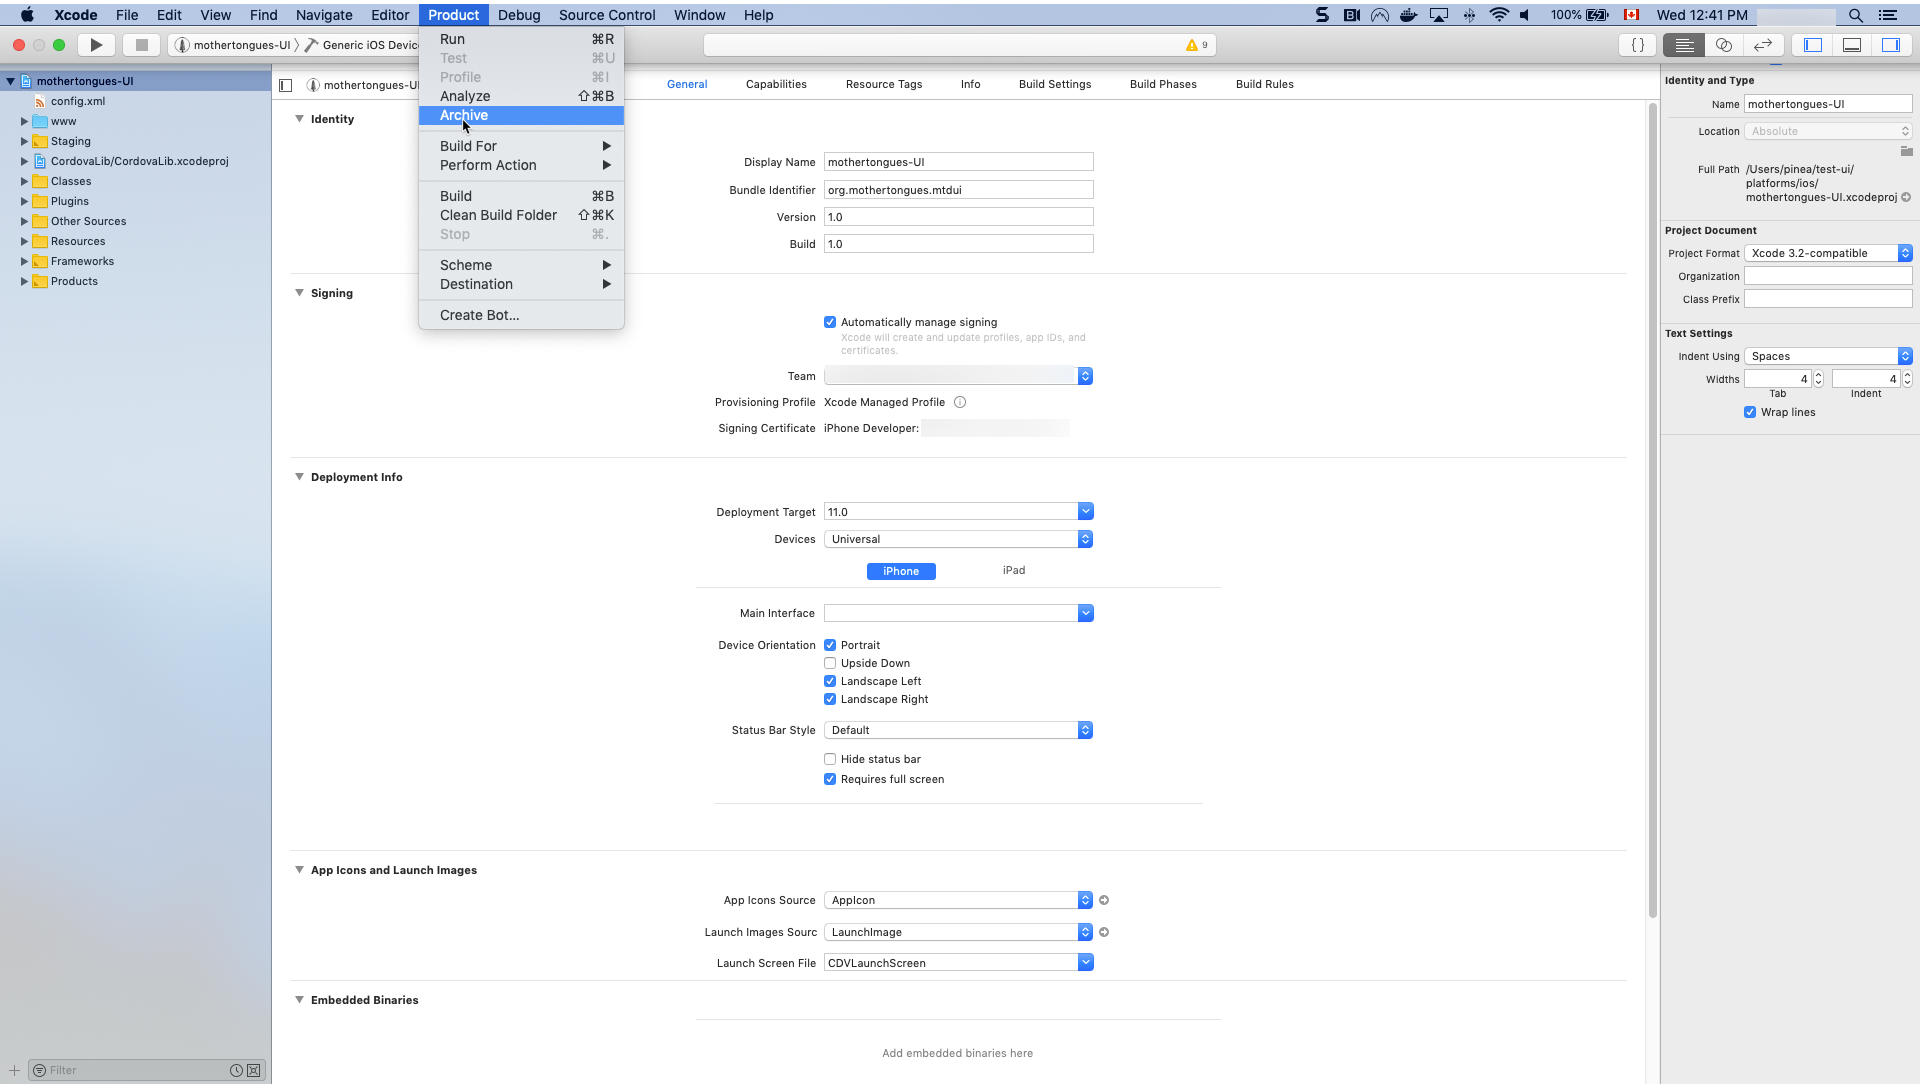 Xcode File Edit View Find Navigate Editor Product Debug Source Control Window Help 100% Wed 12:41 PM
mothertongues-UI Generic iOS Devic 9
Run ⌘R
Test ⌘U
Profile ⌘I
Analyze ⇧⌘B
Archive
Build For
Perform Action
Build ⌘B
Clean Build Folder ⇧⌘K
Stop ⌘.
Scheme
Destination
Create Bot...
mothertongues-UI
config.xml
www
Staging
CordovaLib/CordovaLib.xcodeproj
Classes
Plugins
Other Sources
Resources
Frameworks
Products
Filter
mothertongues-UI General Capabilities Resource Tags Info Build Settings Build Phases Build Rules
Identity
Display Name mothertongues-UI
Bundle Identifier org.mothertongues.mtdui
Version 1.0
Build 1.0
Signing
Automatically manage signing
Xcode will create and update profiles, app IDs, and
certificates.
Team
Provisioning Profile Xcode Managed Profile
Signing Certificate iPhone Developer:
Deployment Info
Deployment Target 11.0
Devices Universal
iPhone iPad
Main Interface
Device Orientation Portrait
Upside Down
Landscape Left
Landscape Right
Status Bar Style Default
Hide status bar
Requires full screen
App Icons and Launch Images
App Icons Source AppIcon
Launch Images Sourc LaunchImage
Launch Screen File CDVLaunchScreen
Embedded Binaries
Add embedded binaries here
Identity and Type
Name mothertongues-UI
Location Absolute
Full Path /Users/pinea/test-ui/
platforms/ios/
mothertongues-UI.xcodeproj
Project Document
Project Format Xcode 3.2-compatible
Organization
Class Prefix
Text Settings
Indent Using Spaces
Widths 4 4
Tab Indent
Wrap lines